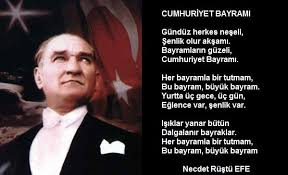 CUMHURİYET BAYRAMI
Gündüz herkes neşeli,
Şenlik olur akşamı.
Bayramların güzeli,
Cumhuriyet Bayramı.
Her bayramla bir tutmam,
Bu bayram, büyük bayram.
Yurtta üç gece, üç gün,
Eğlence var, şenlik var.
Işıklar yanar bütün
Dalgalanır bayraklar.
Her bayramla bir tutmam,
Bu bayram, büyük bayram
Necdet Rüştü EFE